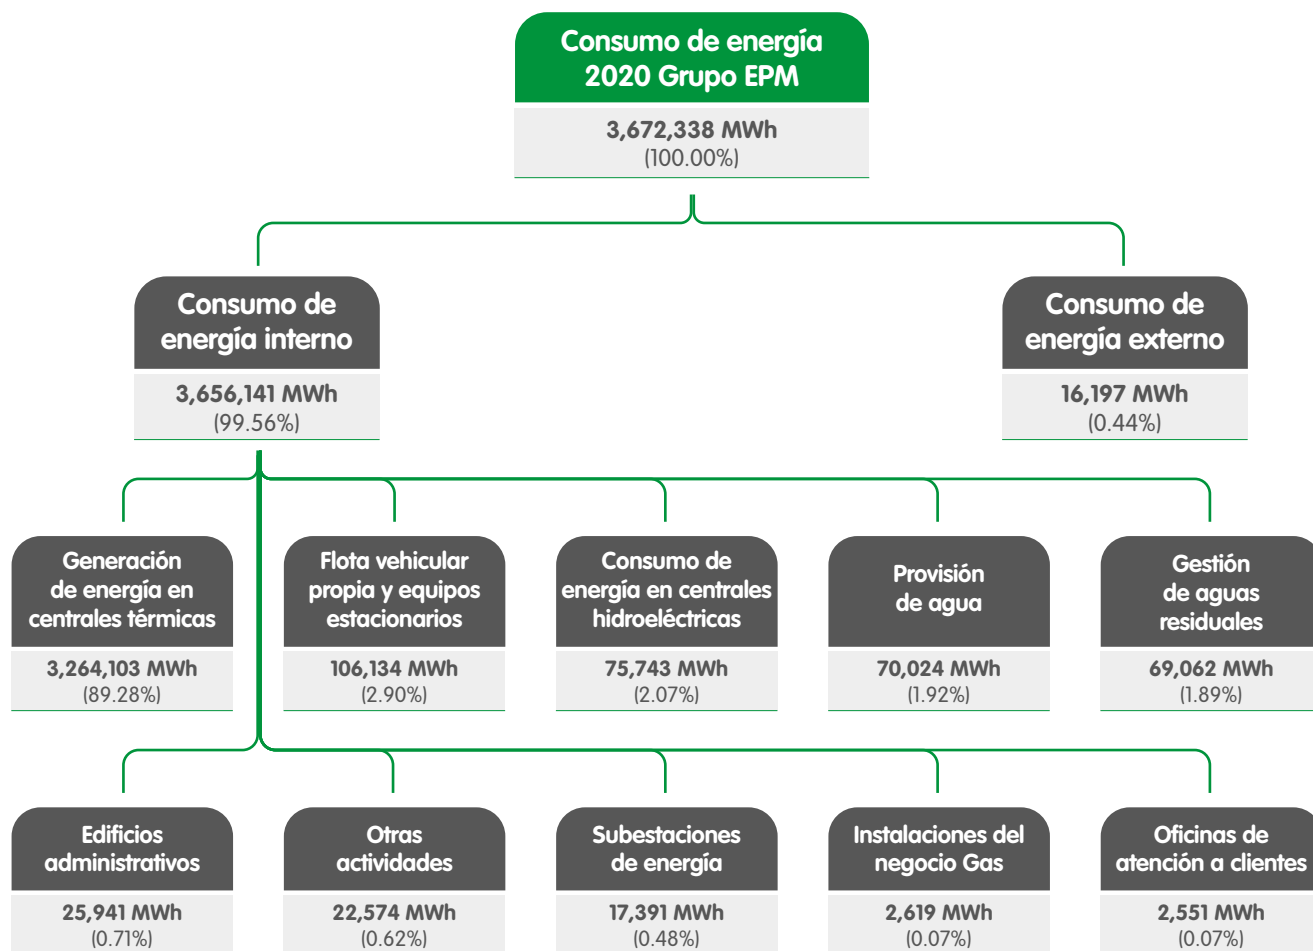 Consumo de energía
2020 Grupo EPM
3,672,338 MWh
(100.00%)
Consumo de
energía interno
3,656,141 MWh
(99.56%)
Consumo de
energía externo
16,197 MWh
(0.44%)
Generación
de energía en
centrales térmicas
3,264,103 MWh
(89.28%)
Flota vehicular
propia y equipos
estacionarios
106,134 MWh
(2.90%)
Consumo de
energía en centrales
hidroeléctricas
75,743 MWh
(2.07%)
Provisión
de agua
70,024 MWh
(1.92%)
Gestión
de aguas
residuales
69,062 MWh
(1.89%)
Edificios
administrativos
25,941 MWh
(0.71%)
Otras
actividades
22,574 MWh
(0.62%)
Subestaciones
de energía
17,391 MWh
(0.48%)
Instalaciones del
negocio Gas
2,619 MWh
(0.07%)
Oficinas de
atención a clientes
2,551 MWh
(0.07%)